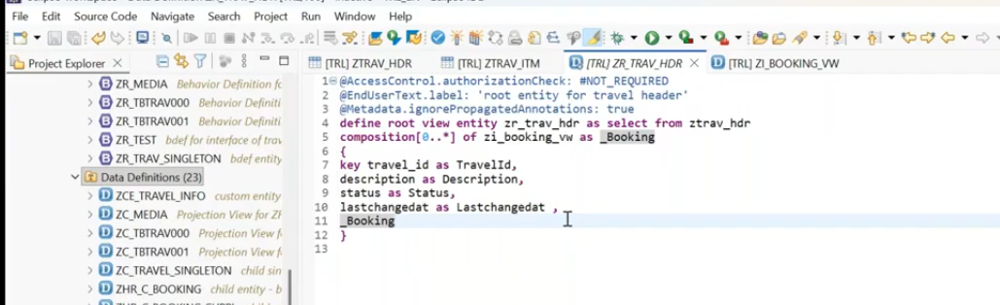 File Edit Source Code Navigate Search Project Run Window Help
Project Explorer
[TRL] ZTRAV_HDR [TRL] ZTRAV_ITM [TRL] ZR_TRAV_HDR [TRL] ZI_BOOKING_VW
ZR_MEDIA Behavior Definition fo
ZR_TBTRAV000 Behavior Definiti
ZR_TBTRAV001 Behavior Definiti
ZR_TEST bdef for interface of trav
ZR_TRAV_SINGLETON bdef entity
Data Definitions (23)
ZCE_TRAVEL_INFO custom entity
ZC_MEDIA Projection View for ZF
ZC_TBTRAV000 Projection View f
ZC_TBTRAV001 Projection View f
ZC_TRAVEL_SINGLETON child sin
ZHR_C_BOOKING child entity - b
1 @AccessControl.authorizationCheck: #NOT_REQUIRED
2 @EndUserText.label: 'root entity for travel header'
3 @Metadata.ignorePropagatedAnnotations: true
4 define root view entity zr_trav_hdr as select from ztrav_hdr
5 composition[0..*] of zi_booking_vw as _Booking
6 {
7 key travel_id as TravelId,
8 description as Description,
9 status as Status,
10 lastchangedat as Lastchangedat ,
11 _Booking
12 }
13